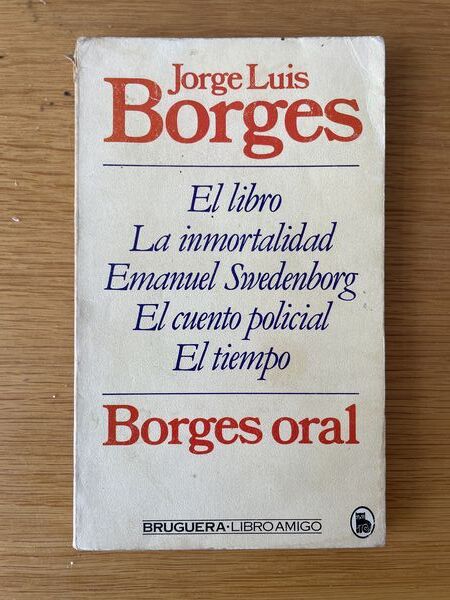 Jorge Luis
Borges
El libro
La inmortalidad
Emanuel Swedenborg
El cuento policial
El tiempo
Borges oral
BRUGUERA·LIBRO AMIGO